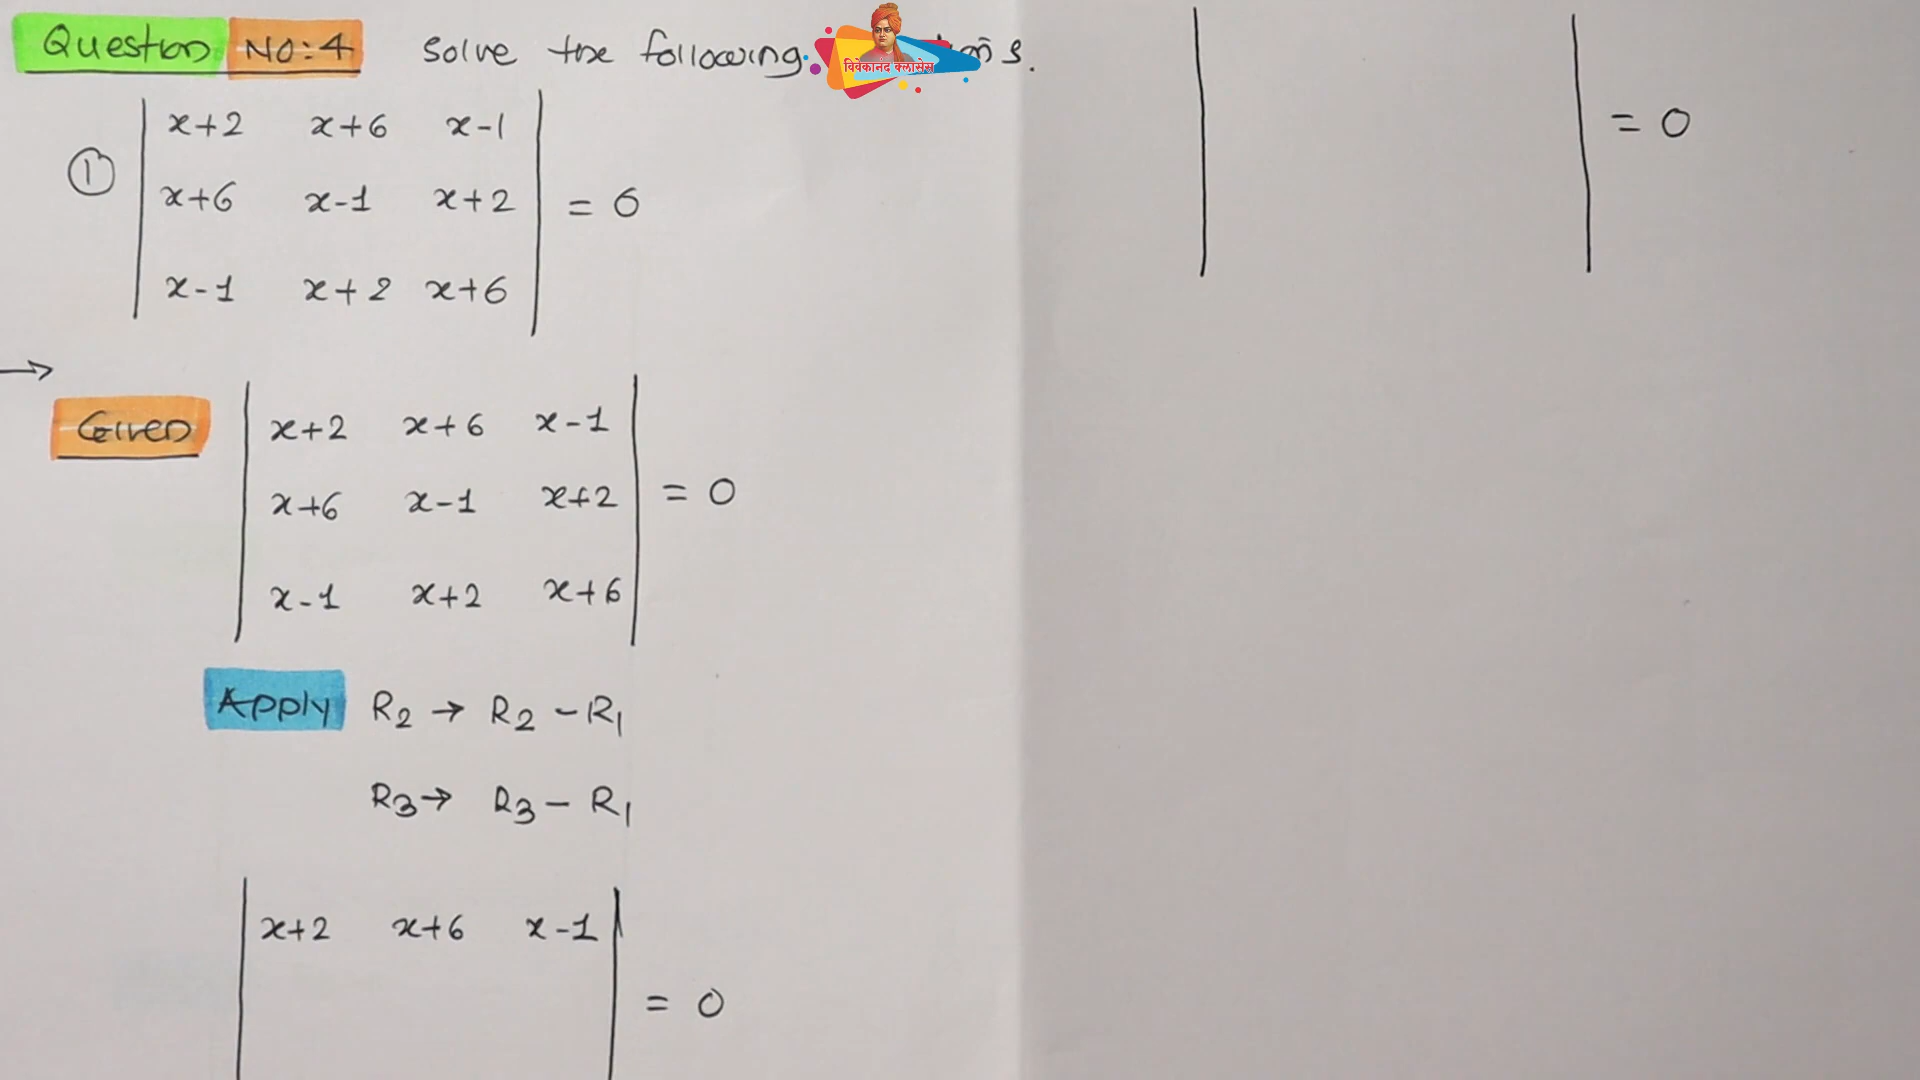 Question NO:4 Solve the following
विवेकानंद क्लासेस
① | x+2 x+6 x-1 |
| x+6 x-1 x+2 | = 0
| x-1 x+2 x+6 |
→
Given | x+2 x+6 x-1 |
| x+6 x-1 x+2 | = 0
| x-1 x+2 x+6 |
Apply R2 → R2 - R1
R3 → R3 - R1
| x+2 x+6 x-1 |
= 0
= 0